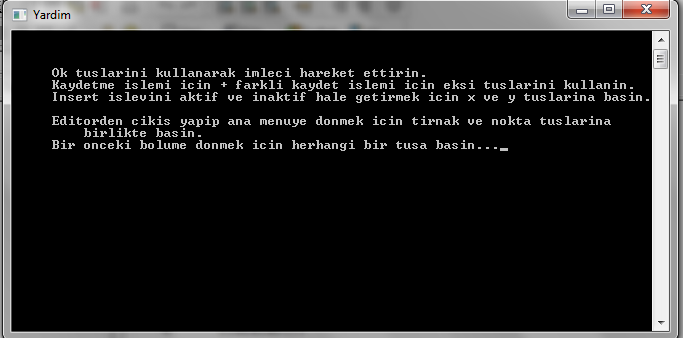 Yardim
Ok tuslarini kullanarak imleci hareket ettirin.
Kaydetme islemi icin + farkli kaydet islemi icin eksi tuslarini kullanin.
Insert islevini aktif ve inaktif hale getirmek icin x ve y tuslarina basin.
Editorden cikis yapip ana menuye donmek icin tirnak ve nokta tuslarina
birlikte basin.
Bir onceki bolume donmek icin herhangi bir tusa basin..._